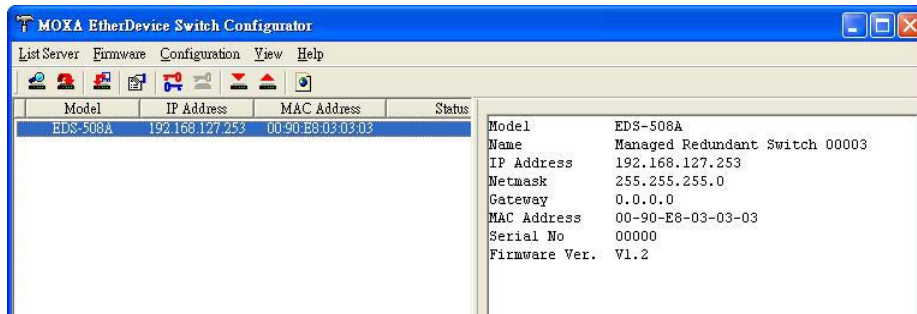 MOXA EtherDevice Switch Configurator
List Server Firmware Configuration View Help
Model IP Address MAC Address Status
EDS-508A 192.168.127.253 00:90:E8:03:03:03
Model EDS-508A
Name Managed Redundant Switch 00003
IP Address 192.168.127.253
Netmask 255.255.255.0
Gateway 0.0.0.0
MAC Address 00-90-E8-03-03-03
Serial No 00000
Firmware Ver. V1.2